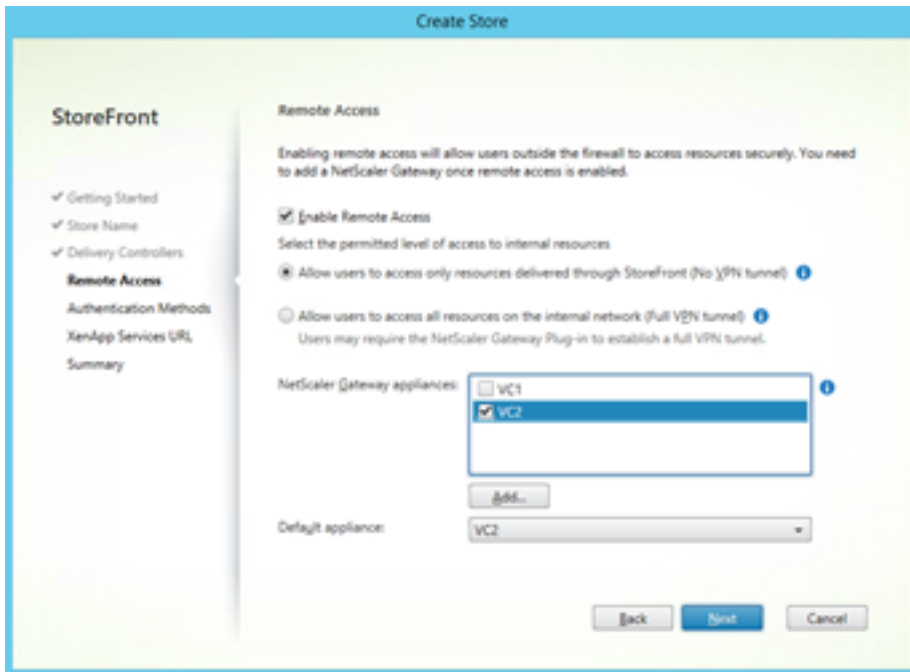 Create Store
StoreFront
Getting Started
Store Name
Delivery Controllers
Remote Access
Authentication Methods
XenApp Services URL
Summary
Remote Access
Enabling remote access will allow users outside the firewall to access resources securely. You need
to add a NetScaler Gateway once remote access is enabled.
Enable Remote Access
Select the permitted level of access to internal resources
Allow users to access only resources delivered through StoreFront (No VPN tunnel)
Allow users to access all resources on the internal network (Full VPN tunnel)
Users may require the NetScaler Gateway Plug-in to establish a full VPN tunnel.
NetScaler Gateway appliances:
VC1
VC2
Add...
Default appliance:
VC2
Back
Next
Cancel